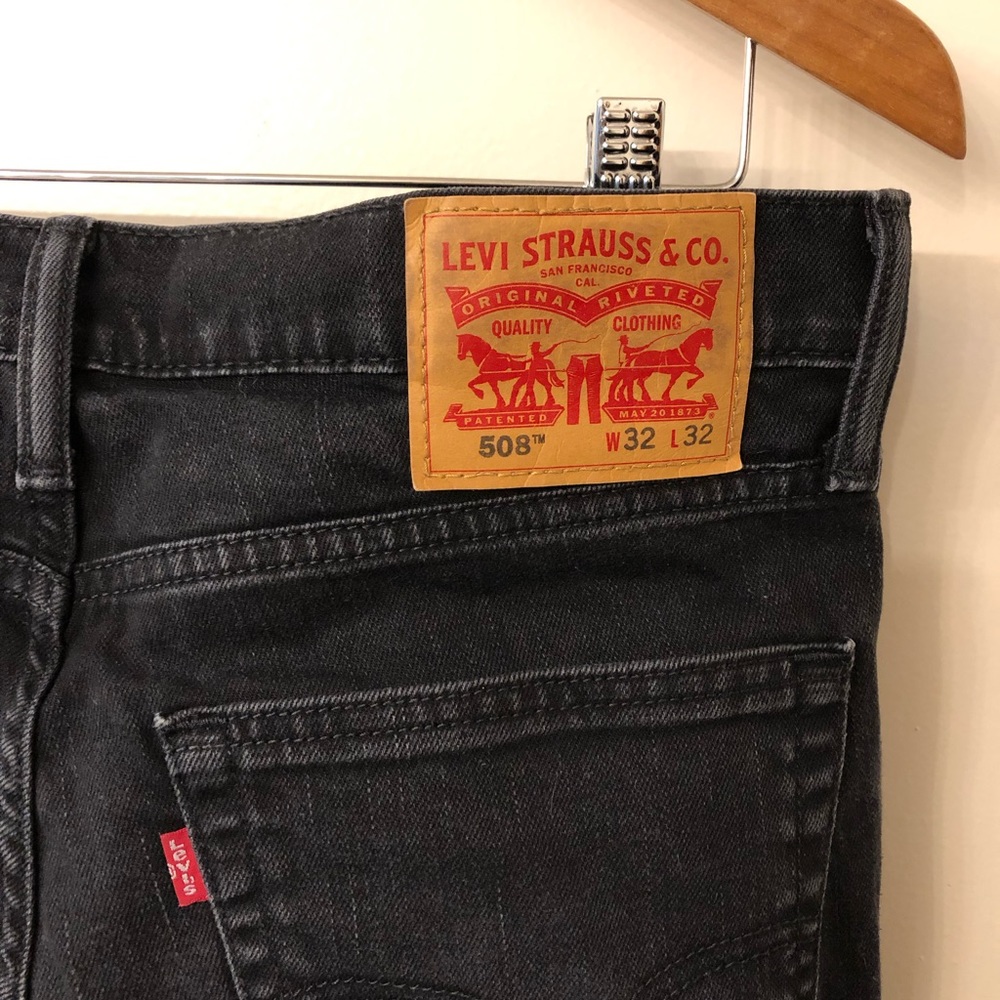 LEVI STRAUSS & CO.
SAN FRANCISCO
CAL.
ORIGINAL RIVETED
QUALITY CLOTHING
PATENTED MAY 20 1873 ®
508™ W32 L32
LEVI'S